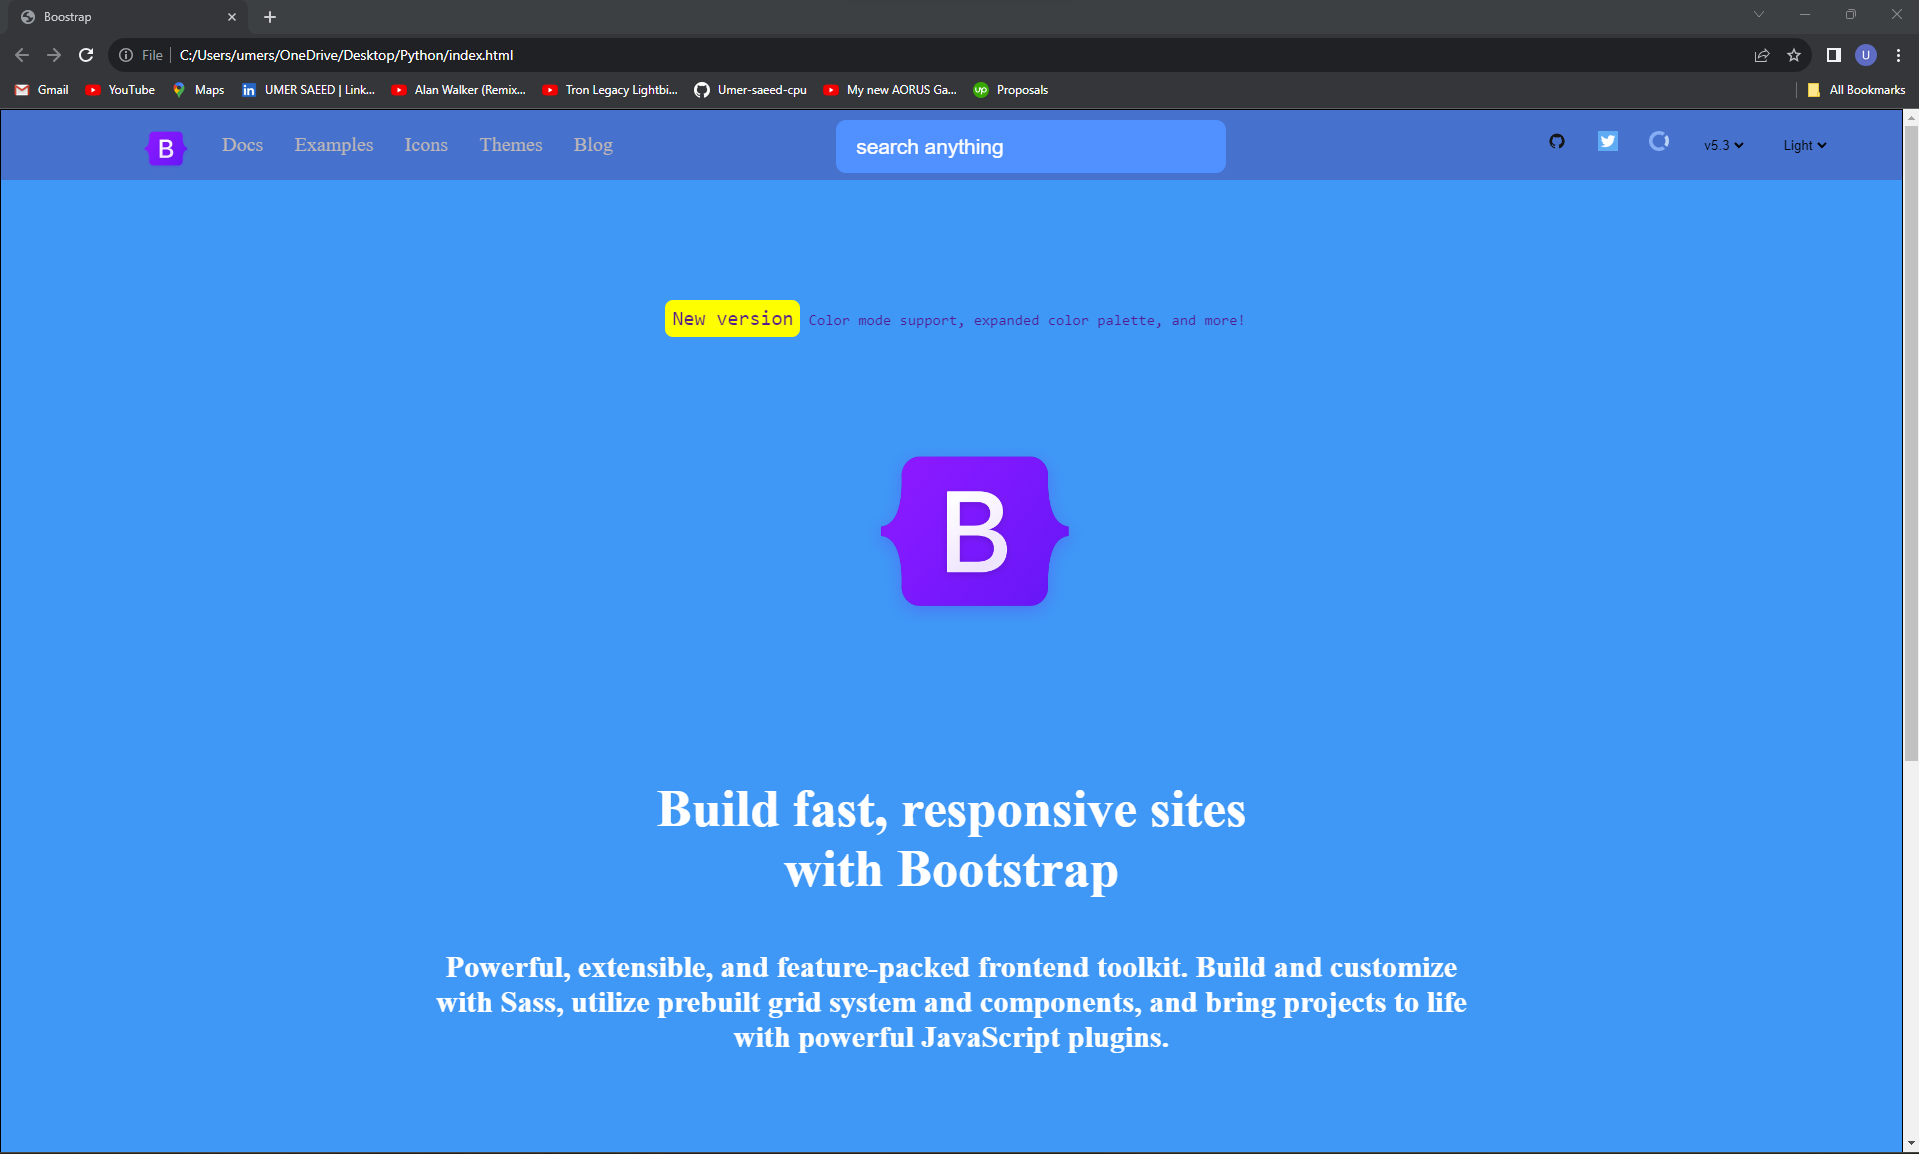 Boostrap
File C:/Users/umers/OneDrive/Desktop/Python/index.html U
Gmail YouTube Maps in UMER SAEED | Link... Alan Walker (Remix... Tron Legacy Lightbi... Umer-saeed-cpu My new AORUS Ga... up Proposals All Bookmarks
B Docs Examples Icons Themes Blog search anything v5.3 Light
New version Color mode support, expanded color palette, and more!
B
Build fast, responsive sites
with Bootstrap
Powerful, extensible, and feature-packed frontend toolkit. Build and customize
with Sass, utilize prebuilt grid system and components, and bring projects to life
with powerful JavaScript plugins.